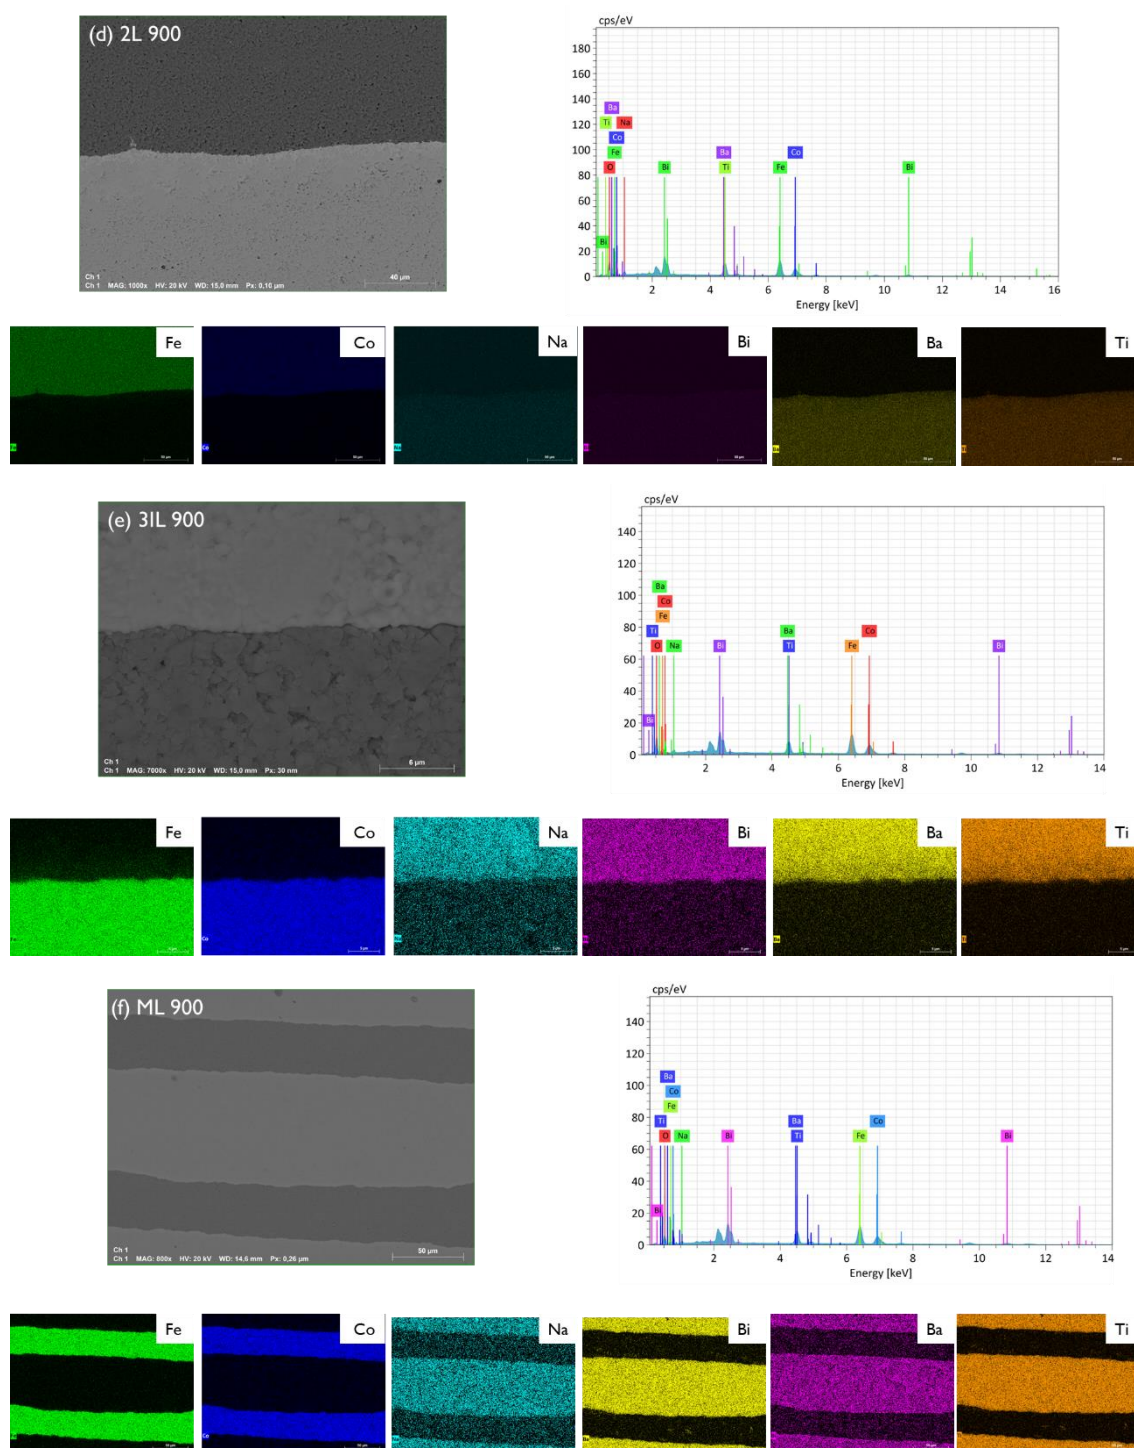 (d) 2L 900
Ch 1
Ch 1 MAG: 1000x HV: 20 kV WD: 15,0 mm Px: 0,16 µm
40 µm
cps/eV
180
160
140
120
100
80
60
40
20
0
Ba
Ti Na
Co
Fe
O Bi Ba Ti Fe Co Bi
Bi
2 4 6 8 10 12 14 16
Energy [keV]
Fe Co Na Bi Ba Ti
(e) 3IL 900
Ch 1
Ch 1 MAG: 7000x HV: 20 kV WD: 15,0 mm Px: 30 nm
6 µm
cps/eV
140
120
100
80
60
40
20
0
Ba
Co
Fe
Ti Ba Co
O Na Bi Ti Fe Bi
Bi
2 4 6 8 10 12 14
Energy [keV]
Fe Co Na Bi Ba Ti
(f) ML 900
Ch 1
Ch 1 MAG: 800x HV: 20 kV WD: 14,6 mm Px: 0,26 µm
50 µm
cps/eV
140
120
100
80
60
40
20
0
Ba
Co
Fe
Ti Ba Co
O Na Bi Ti Fe Bi
Bi
2 4 6 8 10 12 14
Energy [keV]
Fe Co Na Bi Ba Ti